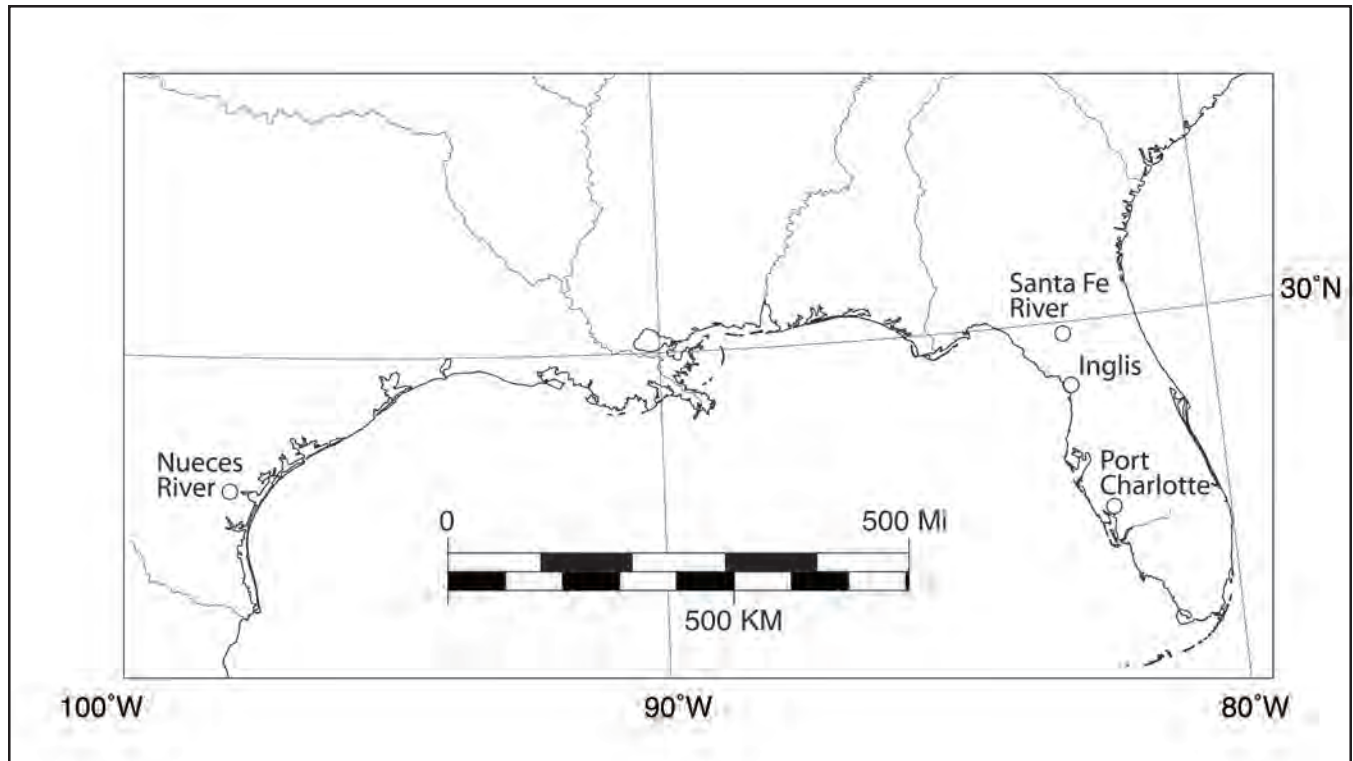 30˚N
Santa Fe
River
Inglis
Port
Charlotte
Nueces
River
0
500 Mi
500 KM
100˚W
90˚W
80˚W